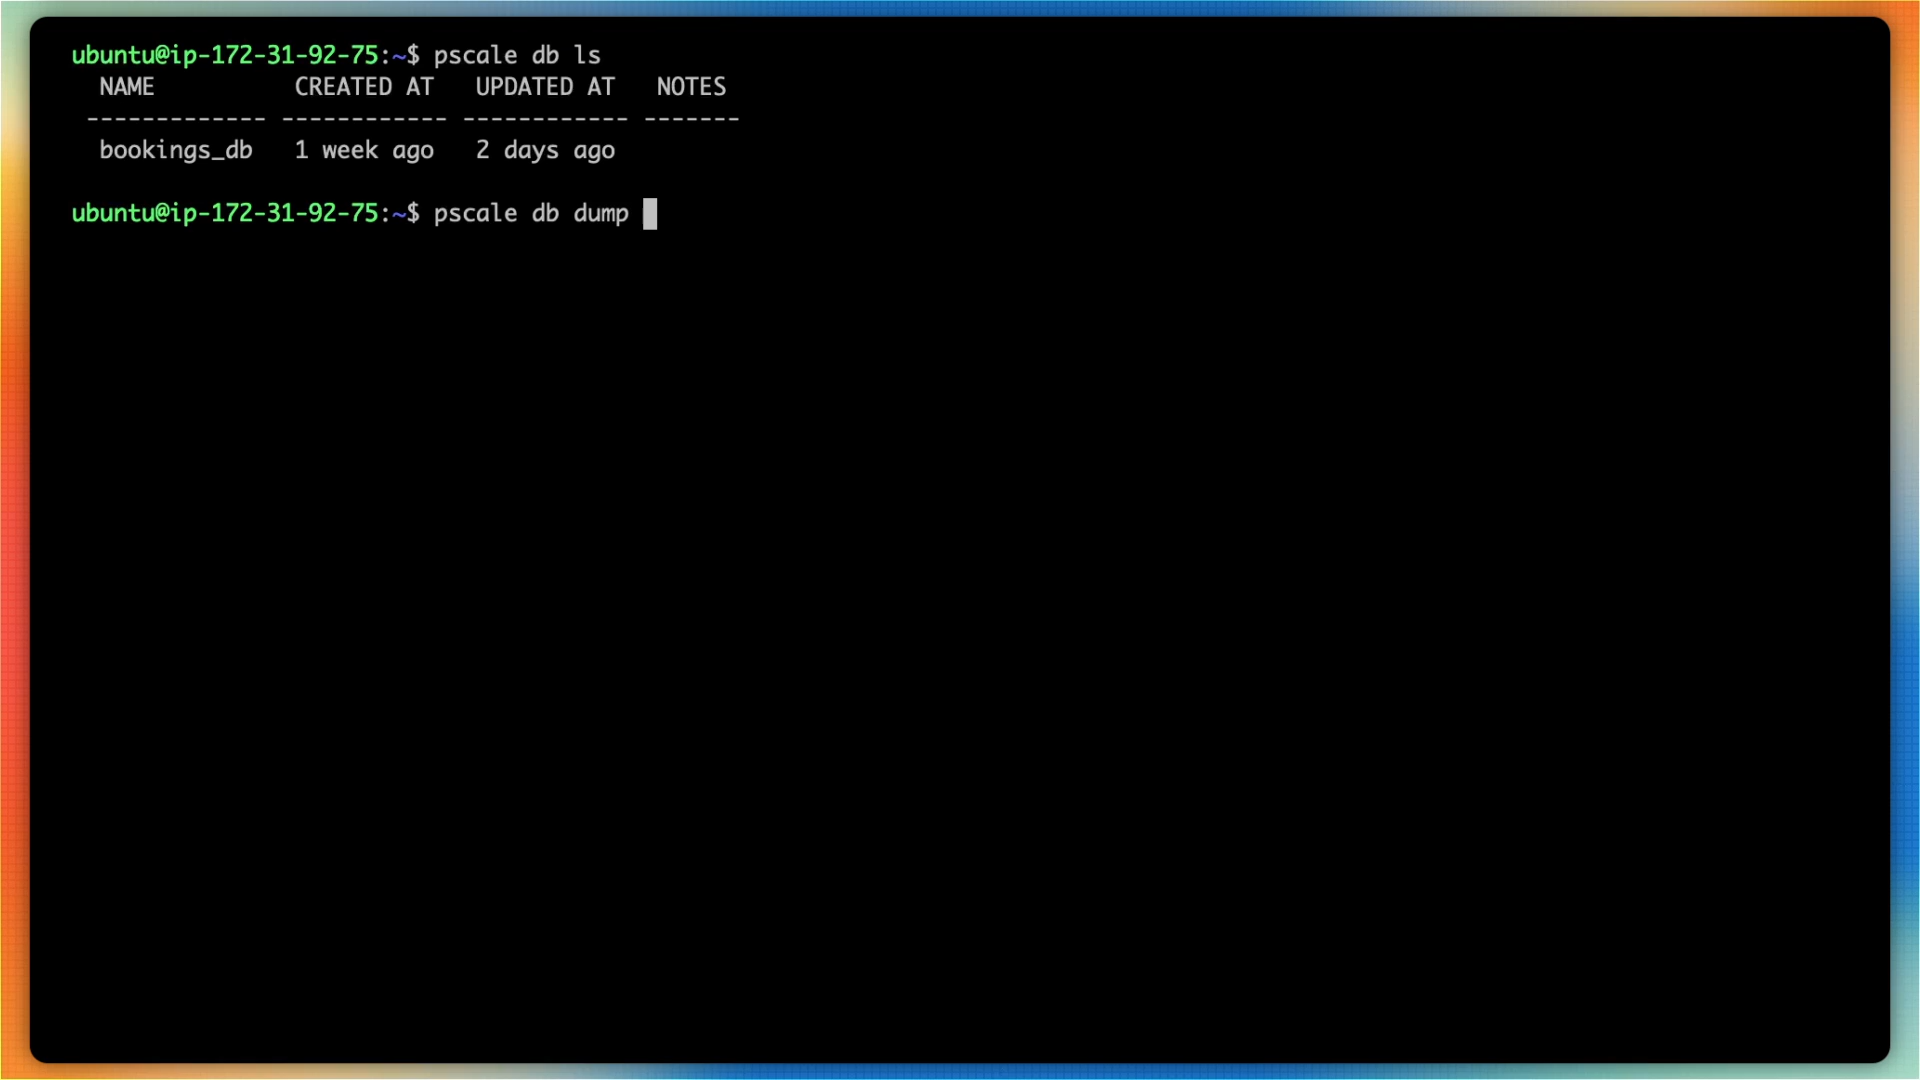 ubuntu@ip-172-31-92-75:~$ pscale db ls
NAME CREATED AT UPDATED AT NOTES
------------- ------------ ------------ -------
bookings_db 1 week ago 2 days ago
ubuntu@ip-172-31-92-75:~$ pscale db dump